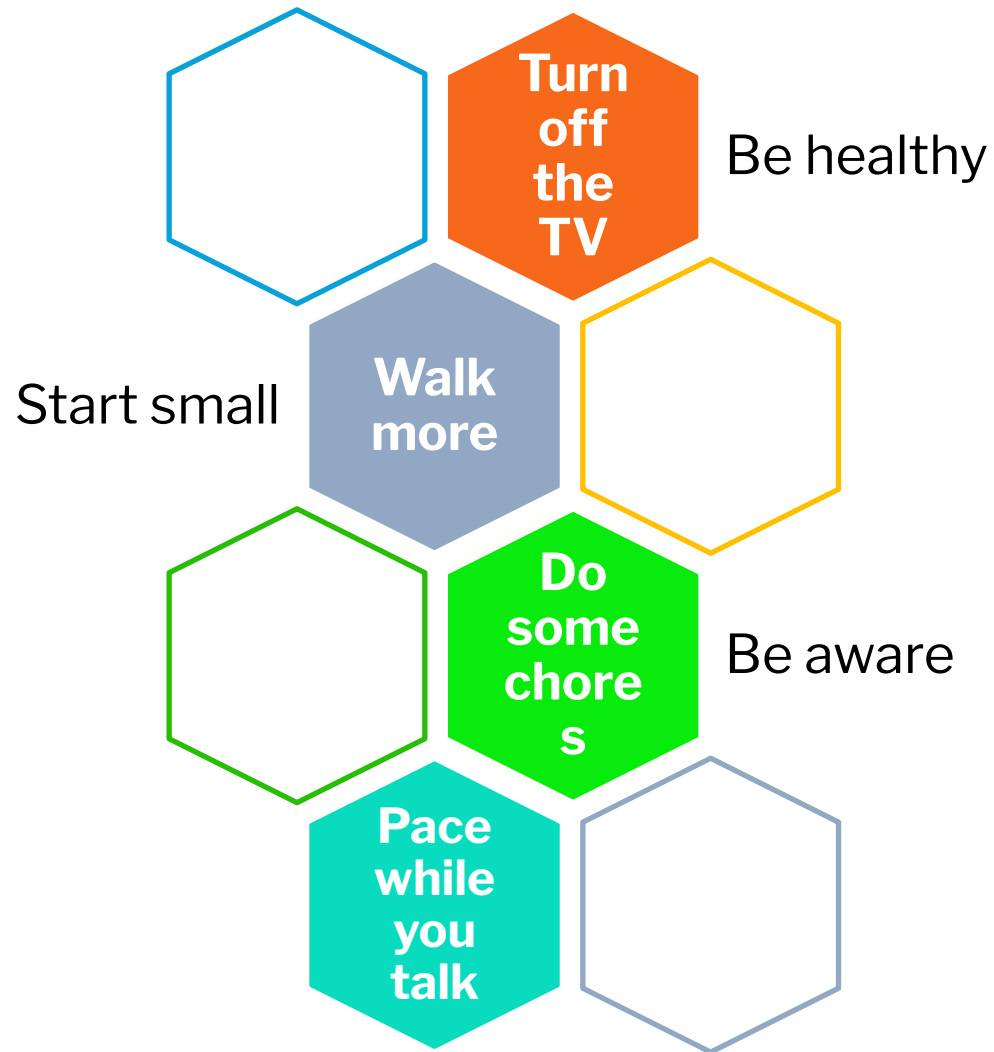 Turn
off
the
TV
Be healthy
Start small
Walk
more
Do
some
chore
s
Be aware
Pace
while
you
talk